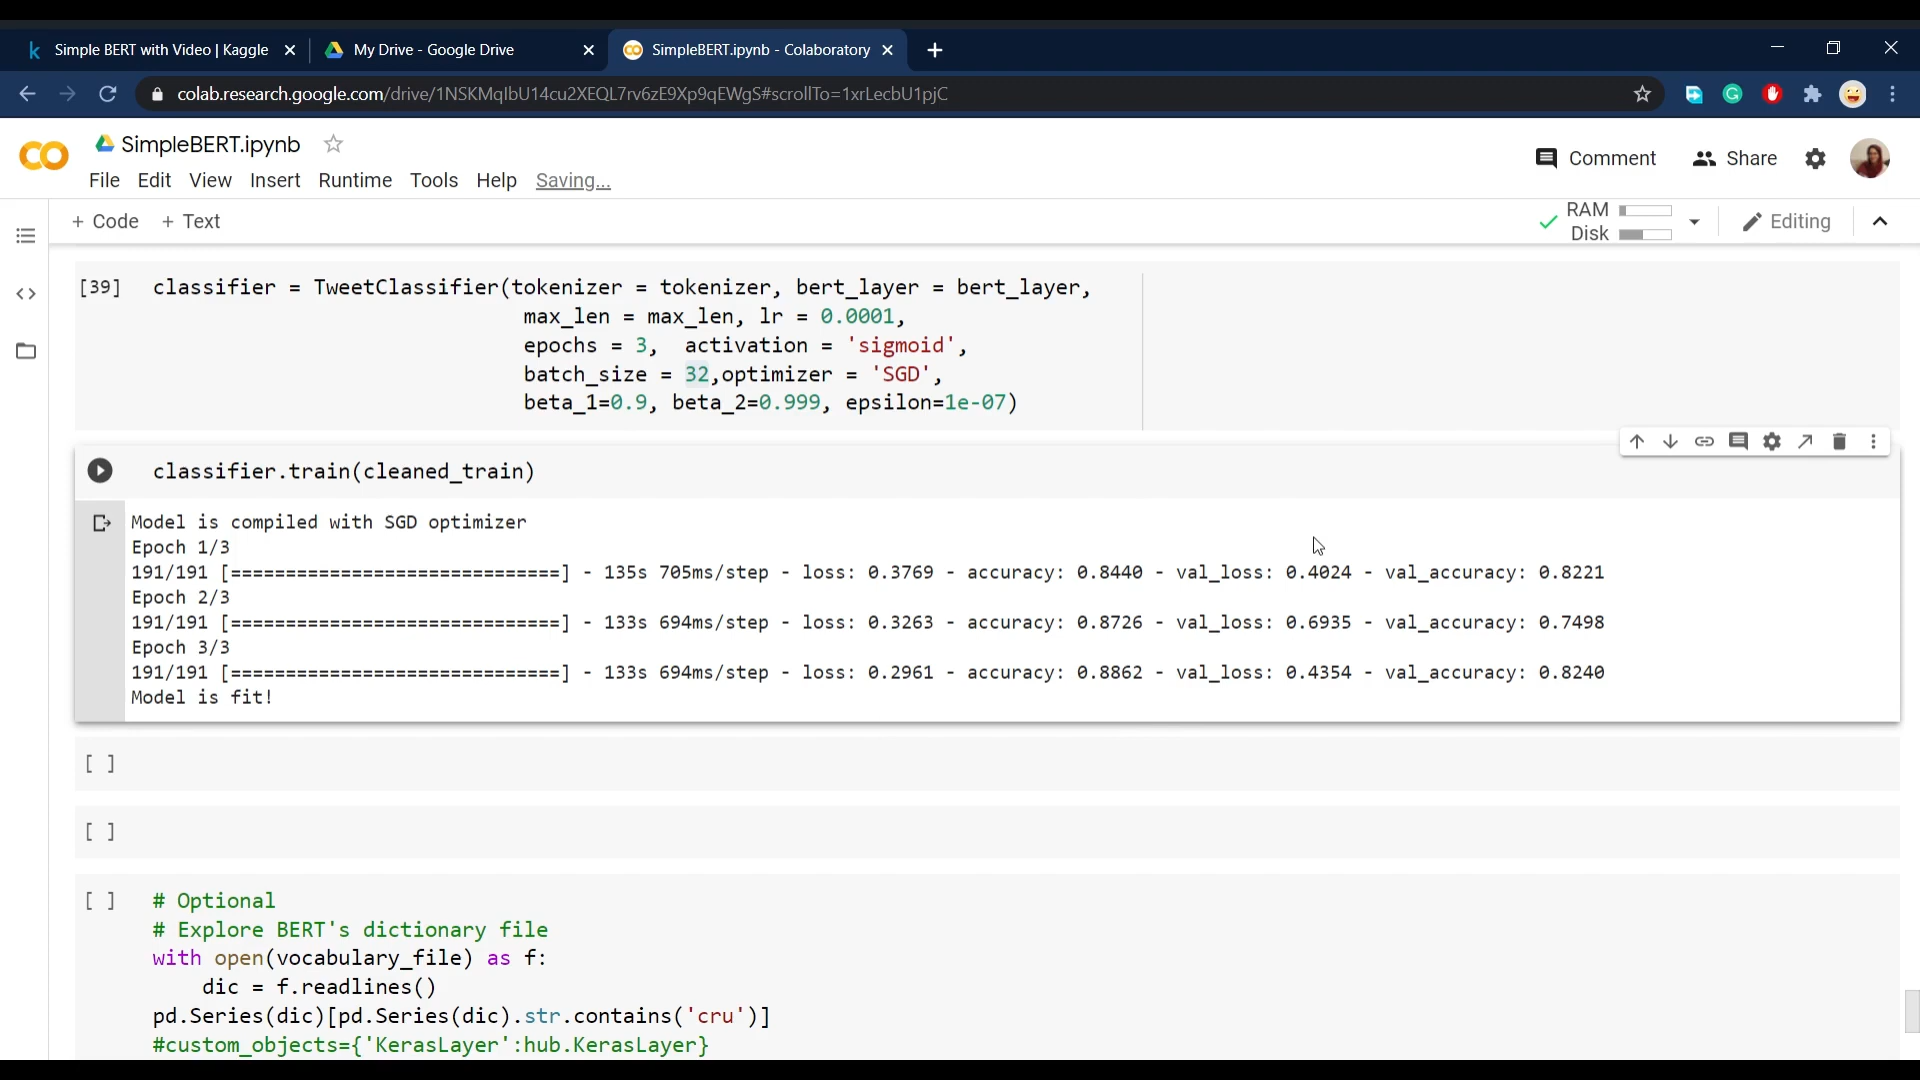 Simple BERT with Video | Kaggle
My Drive - Google Drive
SimpleBERT.ipynb - Colaboratory
colab.research.google.com/drive/1NSKMqlbU14cu2XEQL7rv6zE9Xp9qEWgS#scrollTo=1xrLecbU1pjC
SimpleBERT.ipynb
Comment
Share
File Edit View Insert Runtime Tools Help Saving...
+ Code + Text
RAM
Disk
Editing
[39] classifier = TweetClassifier(tokenizer = tokenizer, bert_layer = bert_layer,
max_len = max_len, lr = 0.0001,
epochs = 3,  activation = 'sigmoid',
batch_size = 32,optimizer = 'SGD',
beta_1=0.9, beta_2=0.999, epsilon=1e-07)
classifier.train(cleaned_train)
Model is compiled with SGD optimizer
Epoch 1/3
191/191 [==============================] - 135s 705ms/step - loss: 0.3769 - accuracy: 0.8440 - val_loss: 0.4024 - val_accuracy: 0.8221
Epoch 2/3
191/191 [==============================] - 133s 694ms/step - loss: 0.3263 - accuracy: 0.8726 - val_loss: 0.6935 - val_accuracy: 0.7498
Epoch 3/3
191/191 [==============================] - 133s 694ms/step - loss: 0.2961 - accuracy: 0.8862 - val_loss: 0.4354 - val_accuracy: 0.8240
Model is fit!
[ ]
[ ]
[ ] # Optional
# Explore BERT's dictionary file
with open(vocabulary_file) as f:
dic = f.readlines()
pd.Series(dic)[pd.Series(dic).str.contains('cru')]
#custom_objects={'KerasLayer':hub.KerasLayer}